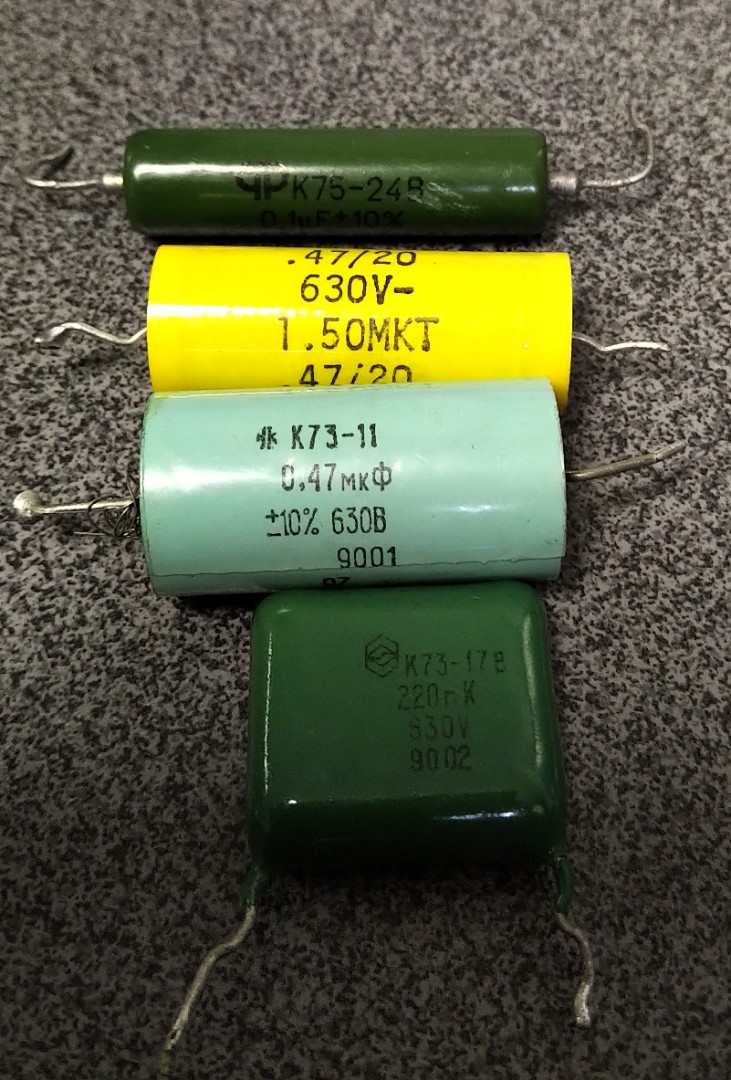 К75-24В
0,1µF±10%
.47/20
630V-
1.50MKT
.47/20
К73-11
0,47мкФ
±10% 630В
9001
К73-17В
220nK
630V
9002